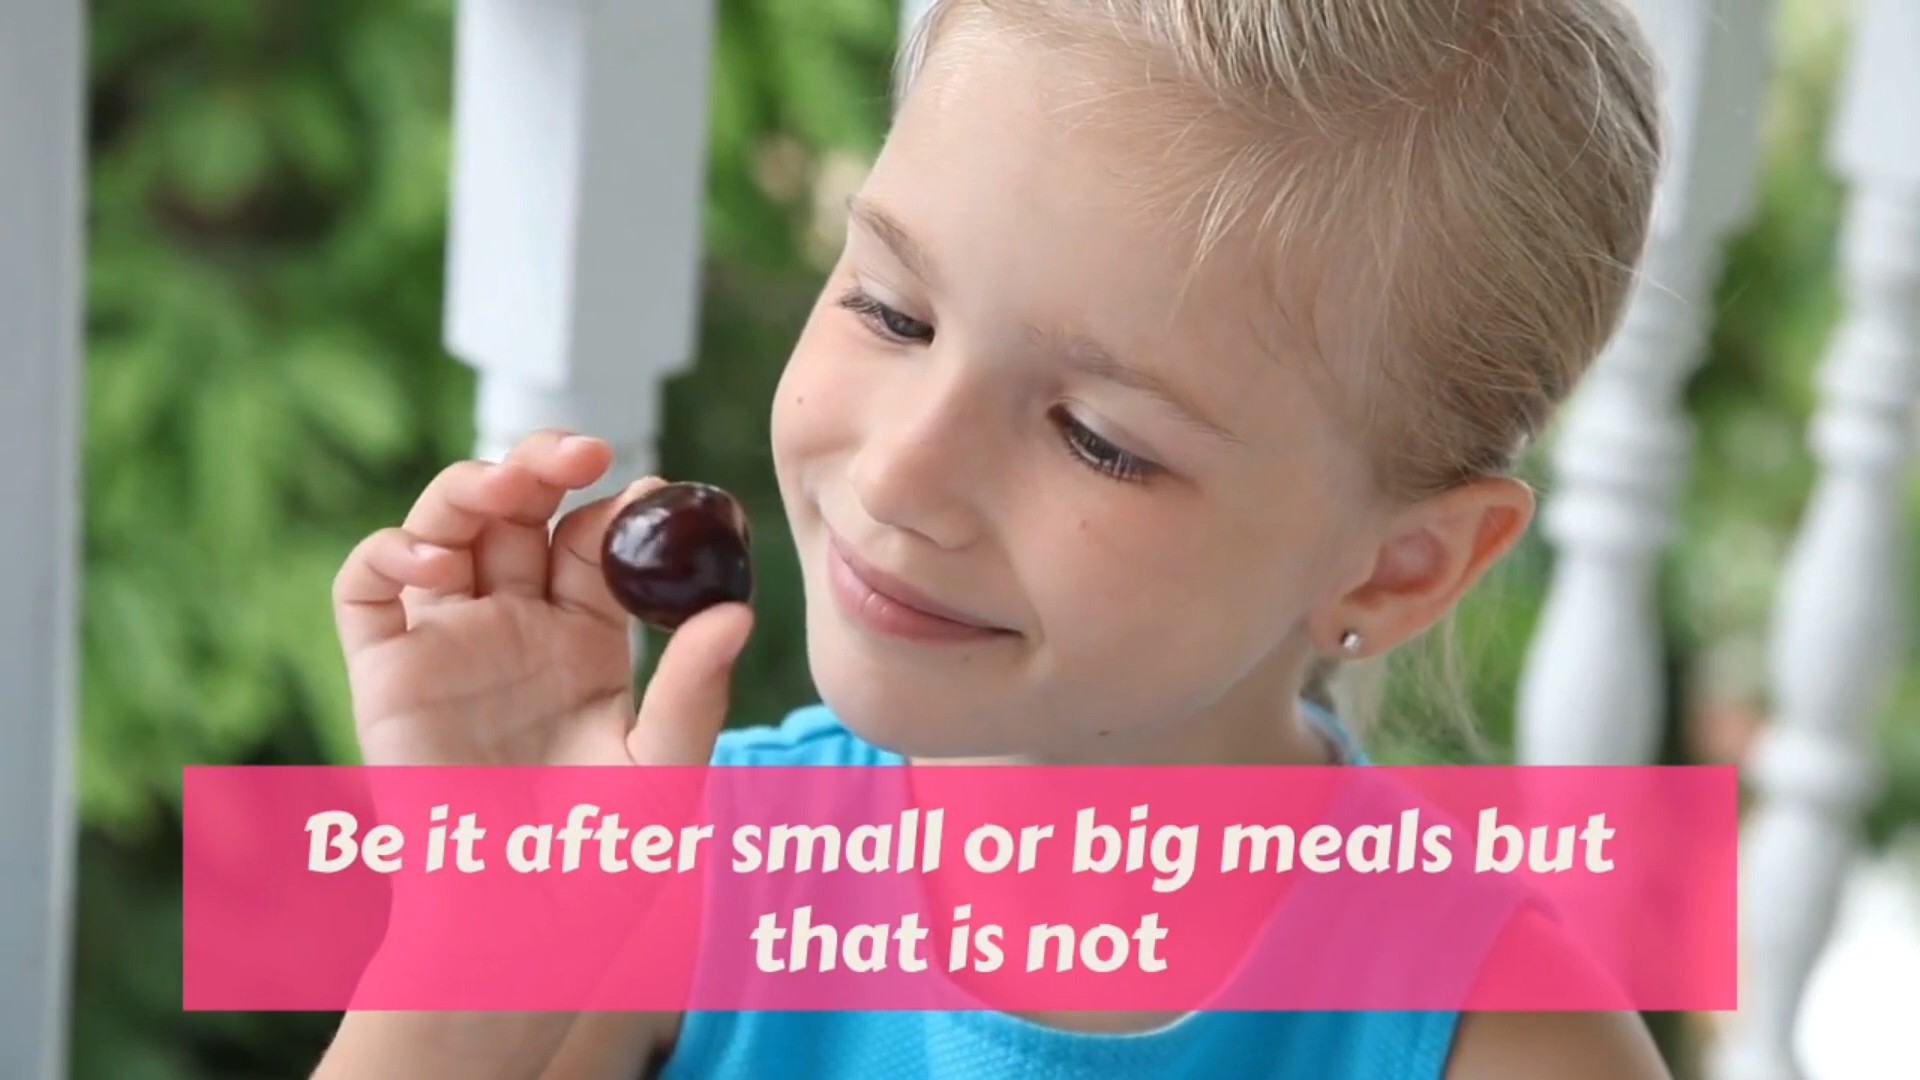 Be it after small or big meals but
that is not